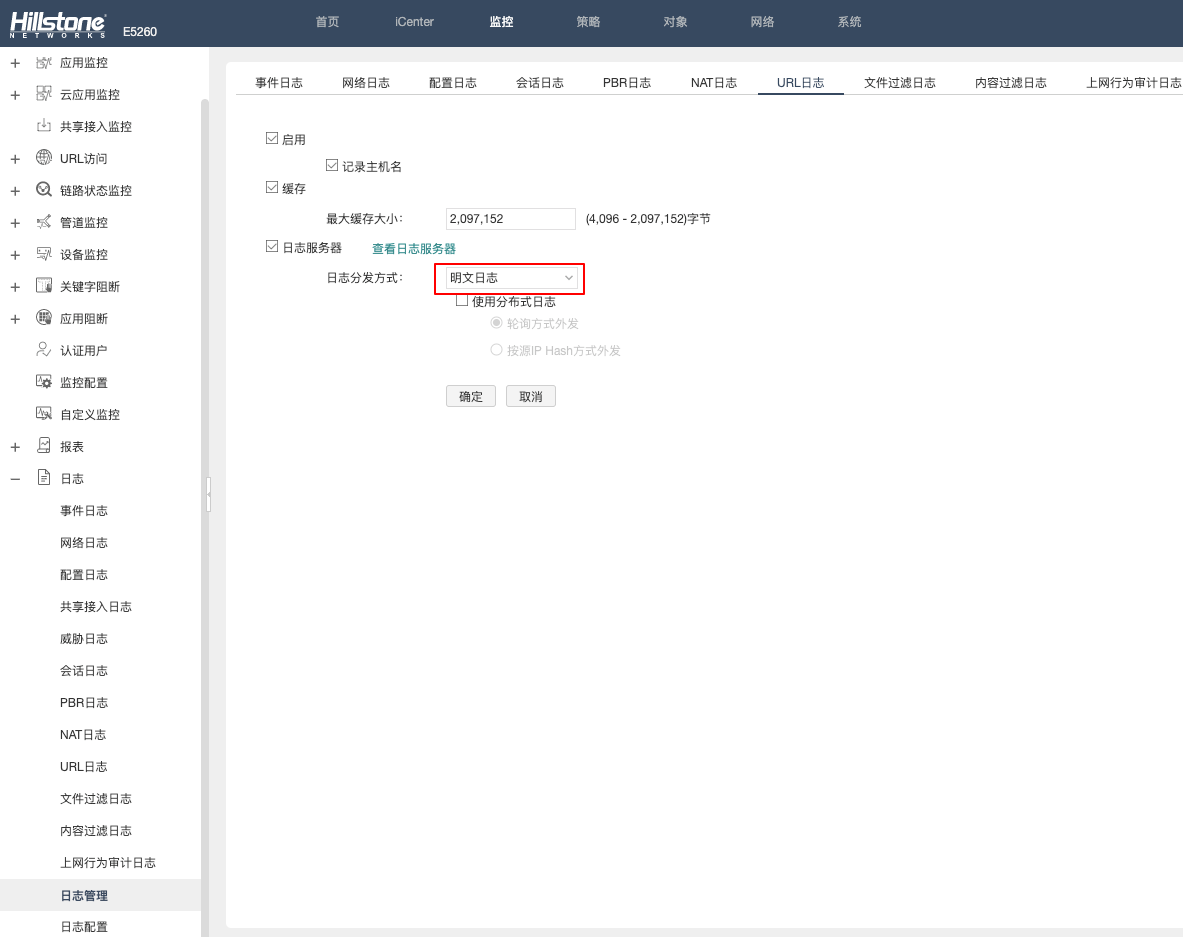 Hillstone
NETWORKS
E5260
首页 iCenter 监控 策略 对象 网络 系统
应用监控
云应用监控
共享接入监控
URL访问
链路状态监控
管道监控
设备监控
关键字阻断
应用阻断
认证用户
监控配置
自定义监控
报表
日志
事件日志
网络日志
配置日志
共享接入日志
威胁日志
会话日志
PBR日志
NAT日志
URL日志
文件过滤日志
内容过滤日志
上网行为审计日志
日志管理
日志配置
事件日志 网络日志 配置日志 会话日志 PBR日志 NAT日志 URL日志 文件过滤日志 内容过滤日志 上网行为审计日志
启用
记录主机名
缓存
最大缓存大小: 2,097,152 (4,096 - 2,097,152)字节
日志服务器 查看日志服务器
日志分发方式: 明文日志
使用分布式日志
轮询方式外发
按源IP Hash方式外发
确定 取消